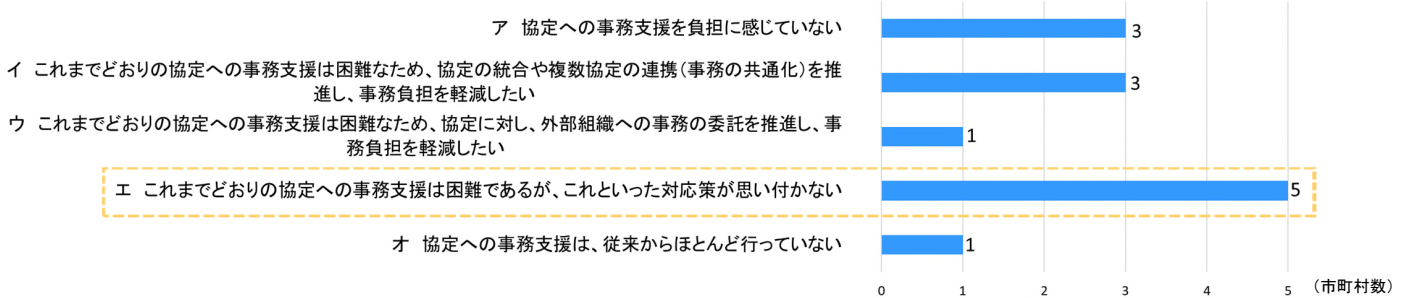 ア 協定への事務支援を負担に感じていない
3
イ これまでどおりの協定への事務支援は困難なため、協定の統合や複数協定の連携(事務の共通化)を推
進し、事務負担を軽減したい
3
ウ これまでどおりの協定への事務支援は困難なため、協定に対し、外部組織への事務の委託を推進し、事
務負担を軽減したい
1
エ これまでどおりの協定への事務支援は困難であるが、これといった対応策が思い付かない
5
オ 協定への事務支援は、従来からほとんど行っていない
1
0 1 2 3 4 5 (市町村数)